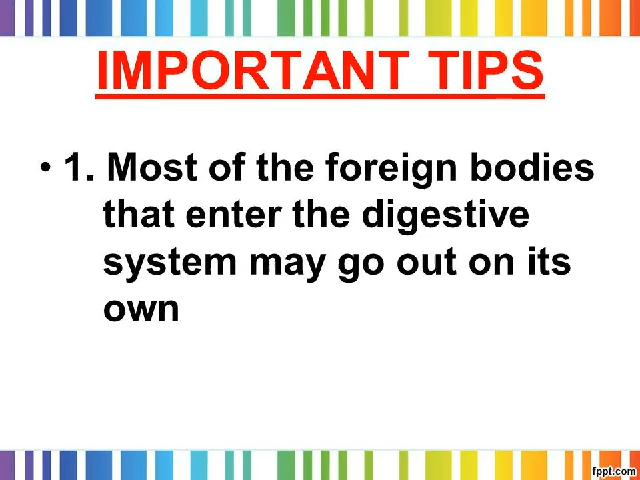 IMPORTANT TIPS
• 1. Most of the foreign bodies
that enter the digestive
system may go out on its
own
fppt.com